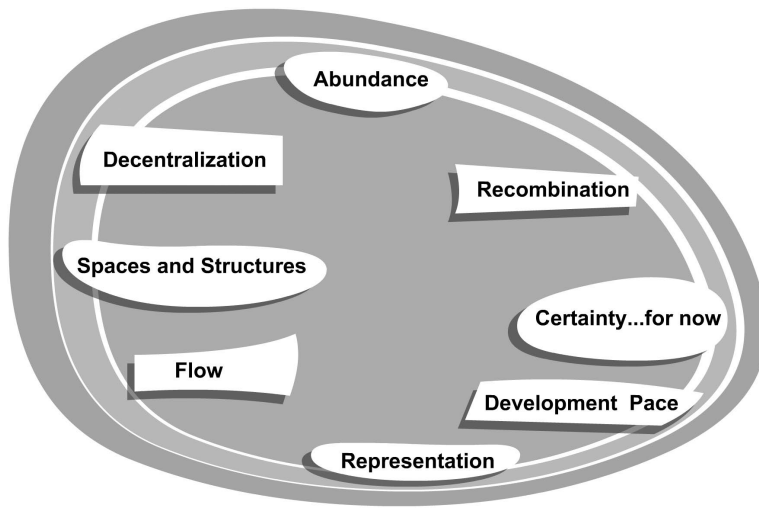 Abundance
Decentralization
Recombination
Spaces and Structures
Certainty...for now
Flow
Development Pace
Representation